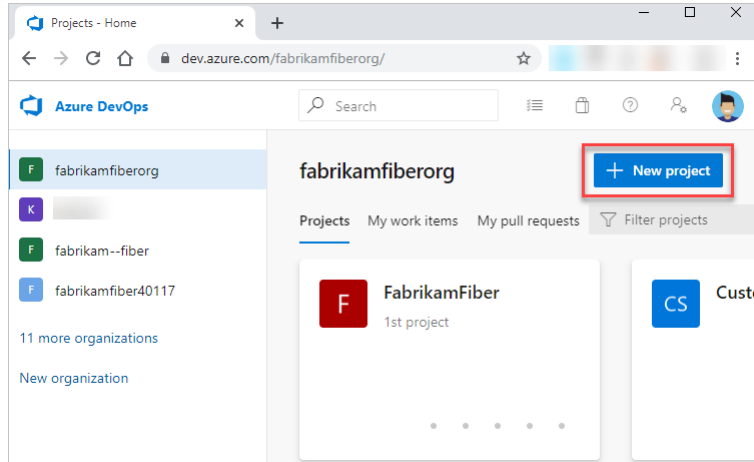 Projects - Home
dev.azure.com/fabrikamfiberorg/
Azure DevOps
Search
F fabrikamfiberorg
K
F fabrikam--fiber
F fabrikamfiber40117
11 more organizations
New organization
fabrikamfiberorg
+ New project
Projects My work items My pull requests Filter projects
F FabrikamFiber
1st project
CS Cust